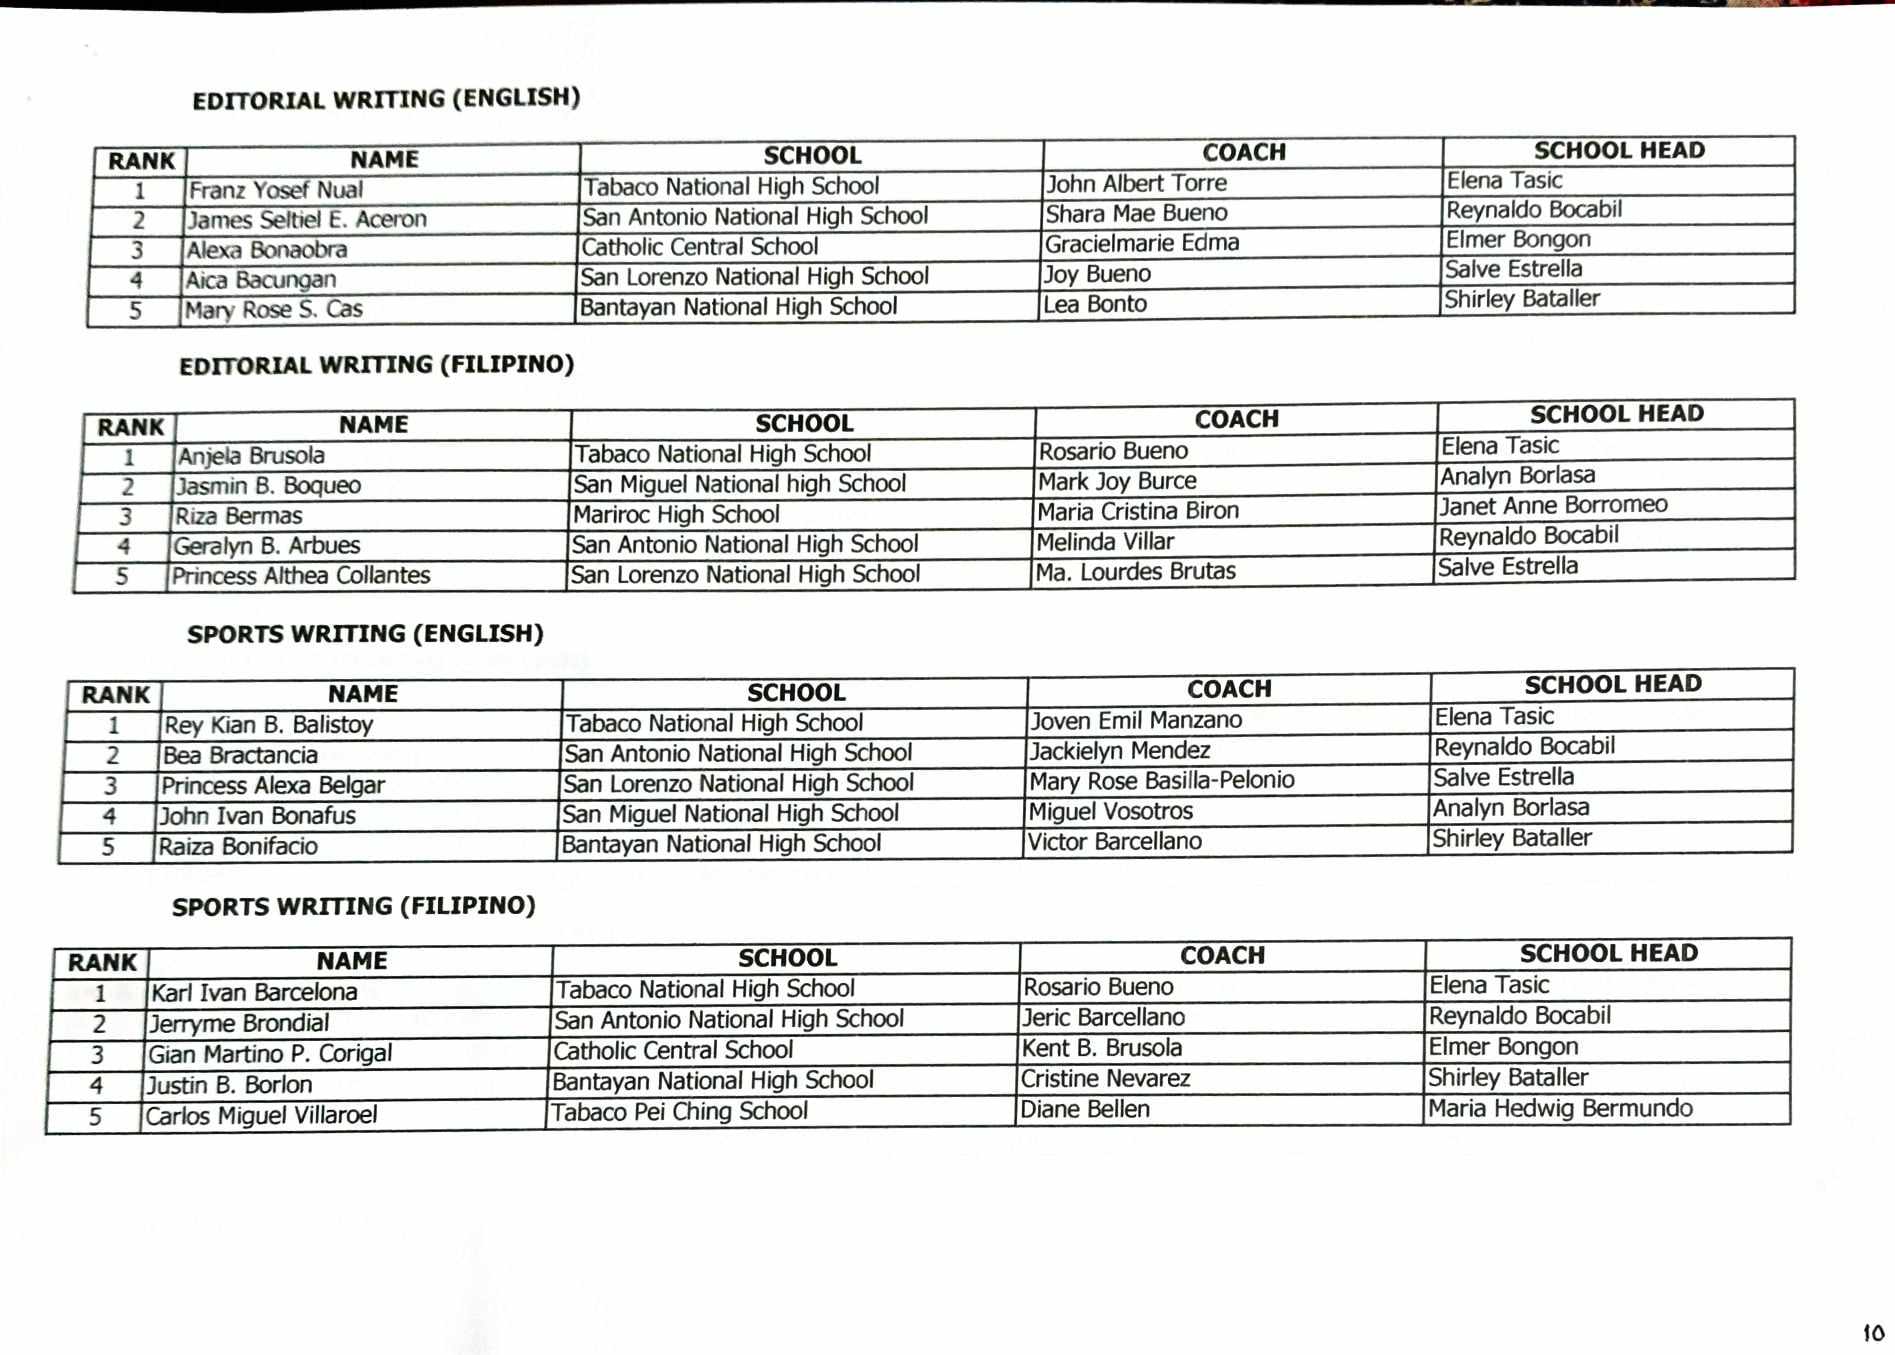 EDITORIAL WRITING (ENGLISH)
RANK NAME SCHOOL COACH SCHOOL HEAD
1 Franz Yosef Nual Tabaco National High School John Albert Torre Elena Tasic
2 James Seltiel E. Aceron San Antonio National High School Shara Mae Bueno Reynaldo Bocabil
3 Alexa Bonaobra Catholic Central School Gracielmarie Edma Elmer Bongon
4 Aica Bacungan San Lorenzo National High School Joy Bueno Salve Estrella
5 Mary Rose S. Cas Bantayan National High School Lea Bonto Shirley Bataller
EDITORIAL WRITING (FILIPINO)
RANK NAME SCHOOL COACH SCHOOL HEAD
1 Anjela Brusola Tabaco National High School Rosario Bueno Elena Tasic
2 Jasmin B. Boqueo San Miguel National high School Mark Joy Burce Analyn Borlasa
3 Riza Bermas Mariroc High School Maria Cristina Biron Janet Anne Borromeo
4 Geralyn B. Arbues San Antonio National High School Melinda Villar Reynaldo Bocabil
5 Princess Althea Collantes San Lorenzo National High School Ma. Lourdes Brutas Salve Estrella
SPORTS WRITING (ENGLISH)
RANK NAME SCHOOL COACH SCHOOL HEAD
1 Rey Kian B. Balistoy Tabaco National High School Joven Emil Manzano Elena Tasic
2 Bea Bractancia San Antonio National High School Jackielyn Mendez Reynaldo Bocabil
3 Princess Alexa Belgar San Lorenzo National High School Mary Rose Basilla-Pelonio Salve Estrella
4 John Ivan Bonafus San Miguel National High School Miguel Vosotros Analyn Borlasa
5 Raiza Bonifacio Bantayan National High School Victor Barcellano Shirley Bataller
SPORTS WRITING (FILIPINO)
RANK NAME SCHOOL COACH SCHOOL HEAD
1 Karl Ivan Barcelona Tabaco National High School Rosario Bueno Elena Tasic
2 Jerryme Brondial San Antonio National High School Jeric Barcellano Reynaldo Bocabil
3 Gian Martino P. Corigal Catholic Central School Kent B. Brusola Elmer Bongon
4 Justin B. Borlon Bantayan National High School Cristine Nevarez Shirley Bataller
5 Carlos Miguel Villaroel Tabaco Pei Ching School Diane Bellen Maria Hedwig Bermundo
10